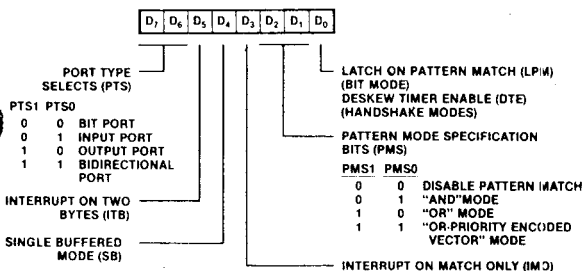 D7 D6 D5 D4 D3 D2 D1 D0
PORT TYPE
SELECTS (PTS)
PTS1 PTS0
0 0 BIT PORT
0 1 INPUT PORT
1 0 OUTPUT PORT
1 1 BIDIRECTIONAL
PORT
INTERRUPT ON TWO
BYTES (ITB)
SINGLE BUFFERED
MODE (SB)
LATCH ON PATTERN MATCH (LPM)
(BIT MODE)
DESKEW TIMER ENABLE (DTE)
(HANDSHAKE MODES)
PATTERN MODE SPECIFICATION
BITS (PMS)
PMS1 PMS0
0 0 DISABLE PATTERN MATCH
0 1 "AND" MODE
1 0 "OR" MODE
1 1 "OR-PRIORITY ENCODED
VECTOR" MODE
INTERRUPT ON MATCH ONLY (IMO)